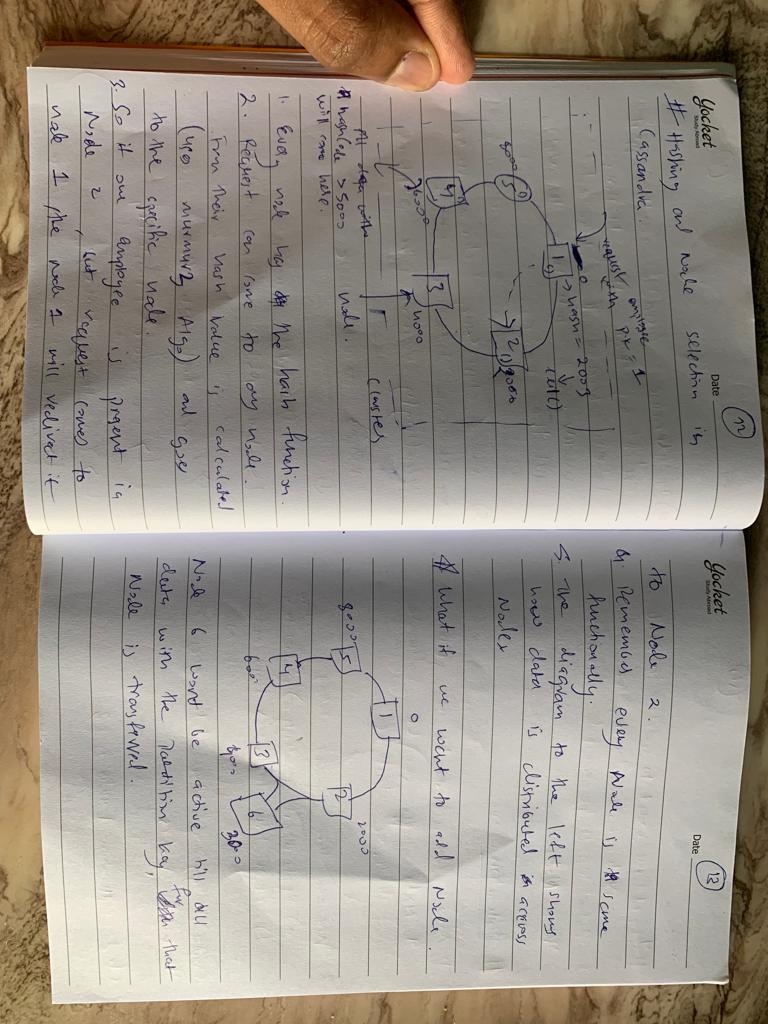 Yocket
Study Abroad
Date
12
# Hashing and Node selection in
Cassandra.
request with employee
P.K = 1
0
1
→ hash = 2003
2
2000
3
4000
4
6000
5
8000
All data with
hashCode > 5000
will come here.
node.
cluster
1. Every node has the hash function.
2. Request can come to any node.
From their hash value is calculated
(use murmur3 Algo) and goes
to the specific node.
3. So if our employee is present in
Node 2, but request comes to
node 1, the node 1 will redirect it
Yocket
Study Abroad
Date
13
to Node 2.
4. Remember every Node is same
functionally.
5. The diagram to the left shows
how data is distributed across
Nodes
# What if we want to add Node.
0
1
2000
2
8000
5
4
6000
3
4000
6
3000
Node 6 wont be active till all
data with the Partition key, for that
Node is transferred.